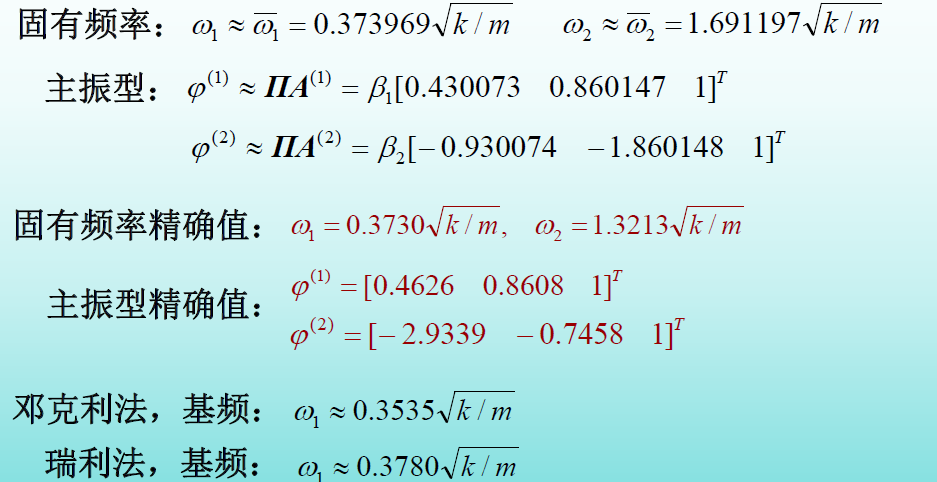 固有频率： ω₁ ≈ ω̄₁ = 0.373969√(k / m)  ω₂ ≈ ω̄₂ = 1.691197√(k / m)
主振型： φ⁽¹⁾ ≈ ΠA⁽¹⁾ = β₁[0.430073  0.860147  1]ᵀ
φ⁽²⁾ ≈ ΠA⁽²⁾ = β₂[−0.930074  −1.860148  1]ᵀ
固有频率精确值： ω₁ = 0.3730√(k / m),  ω₂ = 1.3213√(k / m)
主振型精确值： φ⁽¹⁾ = [0.4626  0.8608  1]ᵀ
φ⁽²⁾ = [−2.9339  −0.7458  1]ᵀ
邓克利法，基频： ω₁ ≈ 0.3535√(k / m)
瑞利法，基频： ω₁ ≈ 0.3780√(k / m)